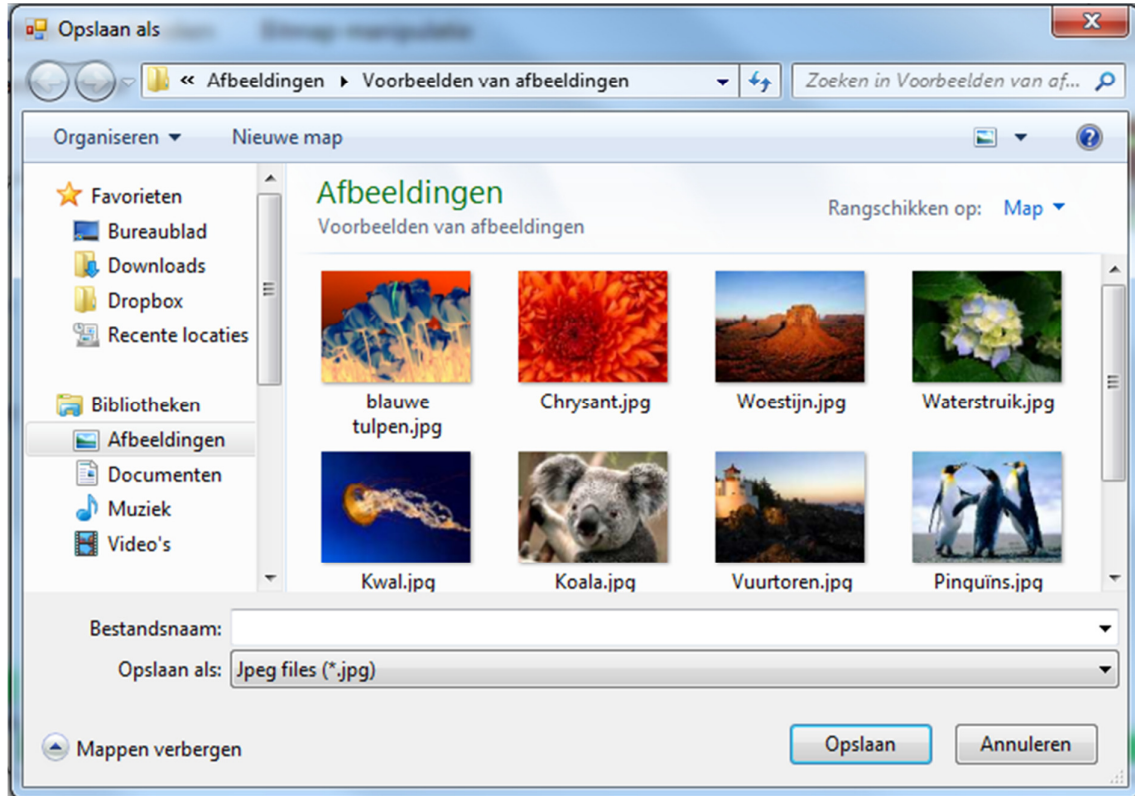 Opslaan als
« Afbeeldingen ▸ Voorbeelden van afbeeldingen
Zoeken in Voorbeelden van af...
Organiseren
Nieuwe map
Favorieten
Bureaublad
Downloads
Dropbox
Recente locaties
Bibliotheken
Afbeeldingen
Documenten
Muziek
Video's
Afbeeldingen
Voorbeelden van afbeeldingen
Rangschikken op: Map
blauwe
tulpen.jpg
Chrysant.jpg
Woestijn.jpg
Waterstruik.jpg
Kwal.jpg
Koala.jpg
Vuurtoren.jpg
Pinguïns.jpg
Bestandsnaam:
Opslaan als: Jpeg files (*.jpg)
Mappen verbergen
Opslaan
Annuleren